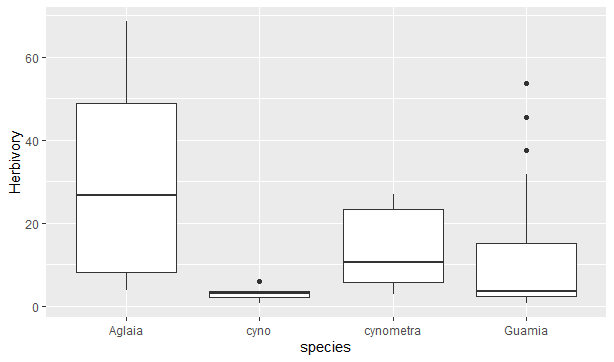 Herbivory
60
40
20
0
Aglaia cyno cynometra Guamia
species